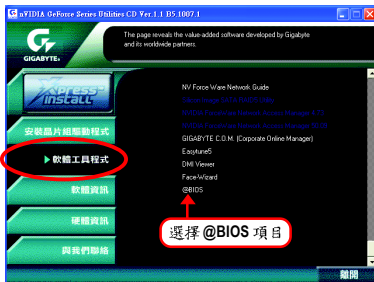 nVIDIA GeForce Series Utilities CD Ver.1.1 B5.1007.1
GIGABYTE
The page reveals the value-added software developed by Gigabyte
and its worldwide partners.
Xpress
INSTALL
安裝晶片組驅動程式
軟體工具程式
軟體資訊
硬體資訊
與我們聯絡
NV Force Ware Network Guide
GIGABYTE C.O.M. (Corporate Online Manager)
Easytune5
DMI Viewer
Face-Wizard
@BIOS
選擇 @BIOS 項目
離開